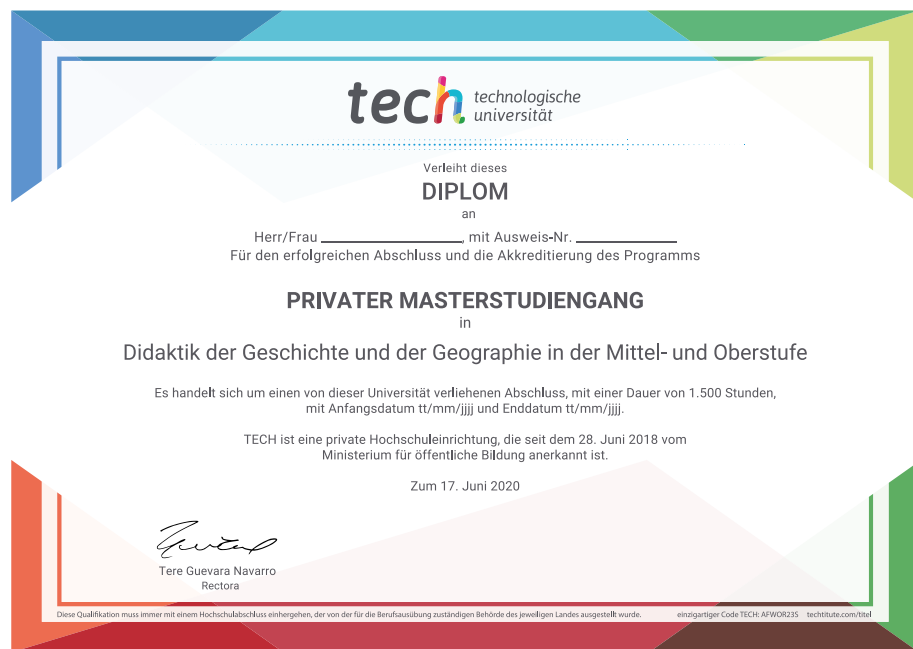 tech technologische
universität
Verleiht dieses
DIPLOM
an
Herr/Frau ____________________, mit Ausweis-Nr. ______________
Für den erfolgreichen Abschluss und die Akkreditierung des Programms
PRIVATER MASTERSTUDIENGANG
in
Didaktik der Geschichte und der Geographie in der Mittel- und Oberstufe
Es handelt sich um einen von dieser Universität verliehenen Abschluss, mit einer Dauer von 1.500 Stunden,
mit Anfangsdatum tt/mm/jjjj und Enddatum tt/mm/jjjj.
TECH ist eine private Hochschuleinrichtung, die seit dem 28. Juni 2018 vom
Ministerium für öffentliche Bildung anerkannt ist.
Zum 17. Juni 2020
Tere Guevara Navarro
Rectora
Diese Qualifikation muss immer mit einem Hochschulabschluss einhergehen, der von der für die Berufsausübung zuständigen Behörde des jeweiligen Landes ausgestellt wurde. einzigartiger Code TECH: AFWOR23S techtitute.com/titel